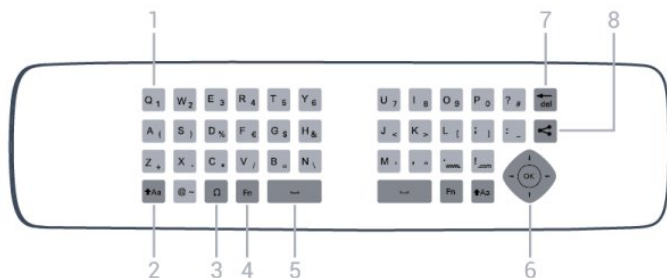 1 7 8
Q 1 W 2 E 3 R 4 T 5 Y 6 U 7 I 8 O 9 P 0 ? # del
A ( S ) D % F € G $ H & J < K > L [ ; ] : _
Z + X - C * V / B = N \ M ' , " . www. ! .com
Aa @ ~ Ω Fn Fn Aa OK
2 3 4 5 6